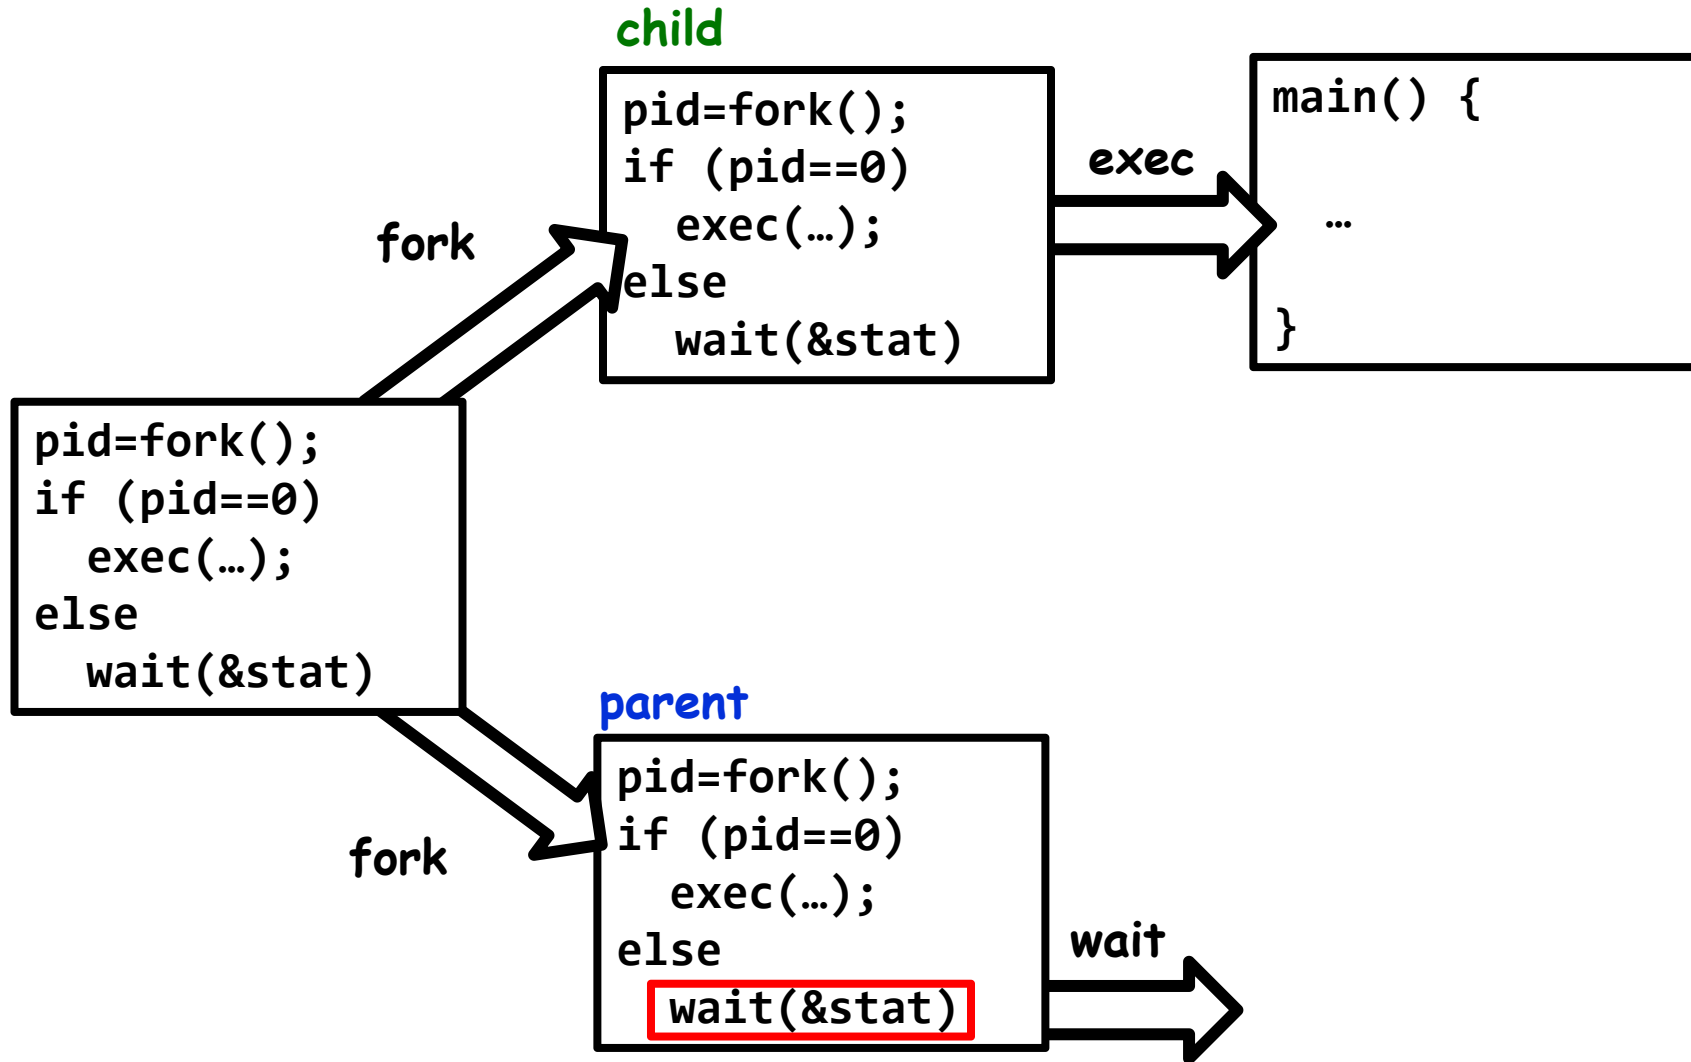 child
pid=fork();
if (pid==0)
  exec(…);
else
  wait(&stat)
exec
main() {
  …
}
fork
pid=fork();
if (pid==0)
  exec(…);
else
  wait(&stat)
fork
parent
pid=fork();
if (pid==0)
  exec(…);
else
  wait(&stat)
wait